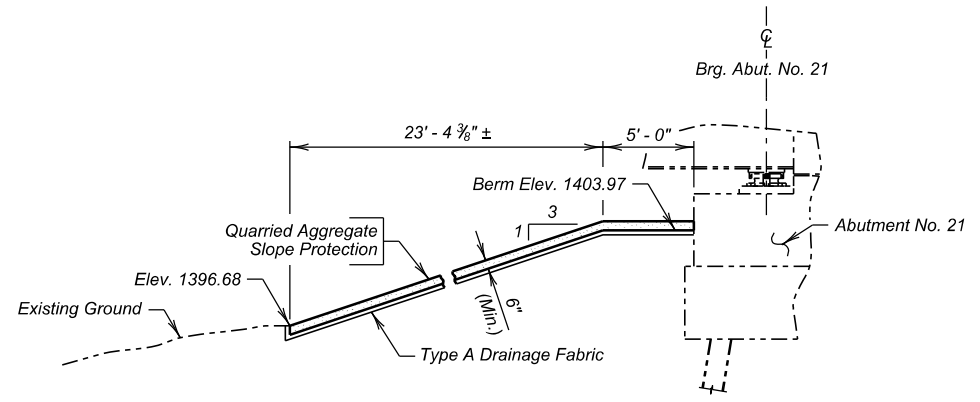 ℄
Brg. Abut. No. 21
23' - 4 3/8" ±
5' - 0"
Berm Elev. 1403.97
3
1
Quarried Aggregate
Slope Protection
Abutment No. 21
Elev. 1396.68
Existing Ground
6"
(Min.)
Type A Drainage Fabric